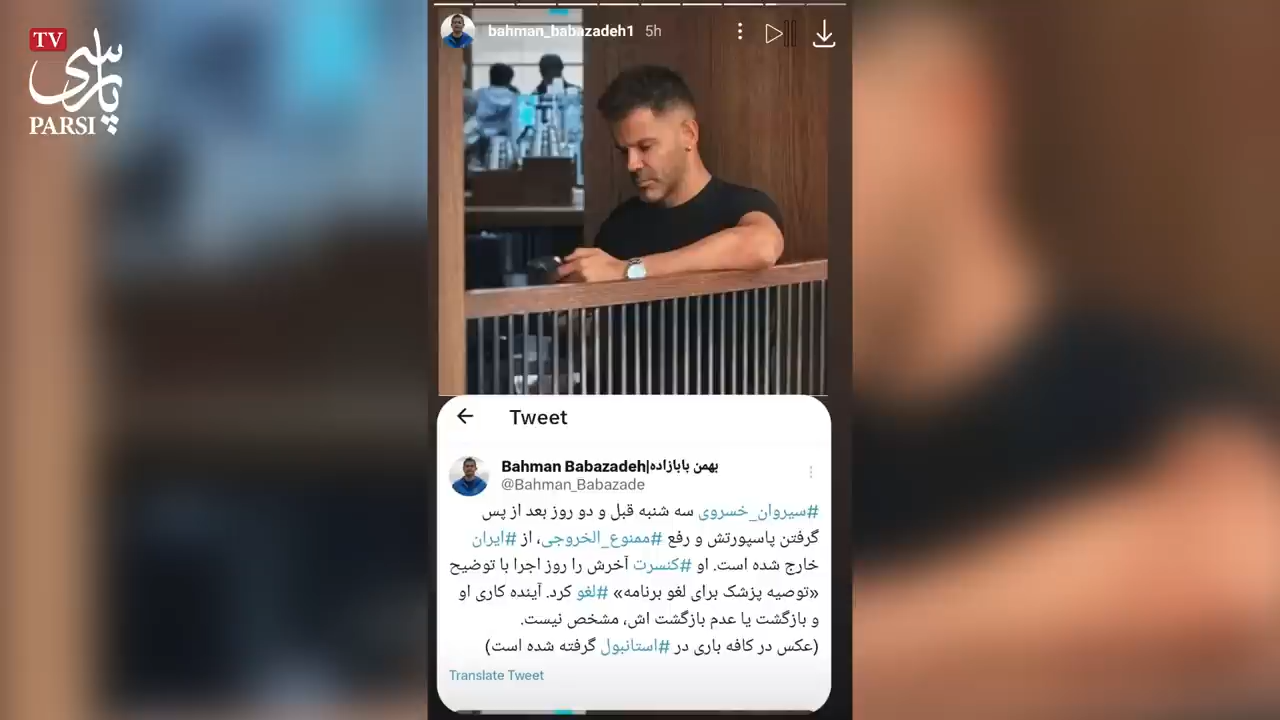 TV
پارسی
PARSI
bahman_babazadeh1 5h
Tweet
Bahman Babazadeh|بهمن بابازاده
@Bahman_Babazade
#سیروان_خسروی سه شنبه قبل و دو روز بعد از پس
گرفتن پاسپورتش و رفع #ممنوع_الخروجی، از #ایران
خارج شده است. او #کنسرت آخرش را روز اجرا با توضیح
«توصیه پزشک برای لغو برنامه» #لغو کرد. آینده کاری او
و بازگشت یا عدم بازگشت اش، مشخص نیست.
(عکس در کافه باری در #استانبول گرفته شده است)
Translate Tweet